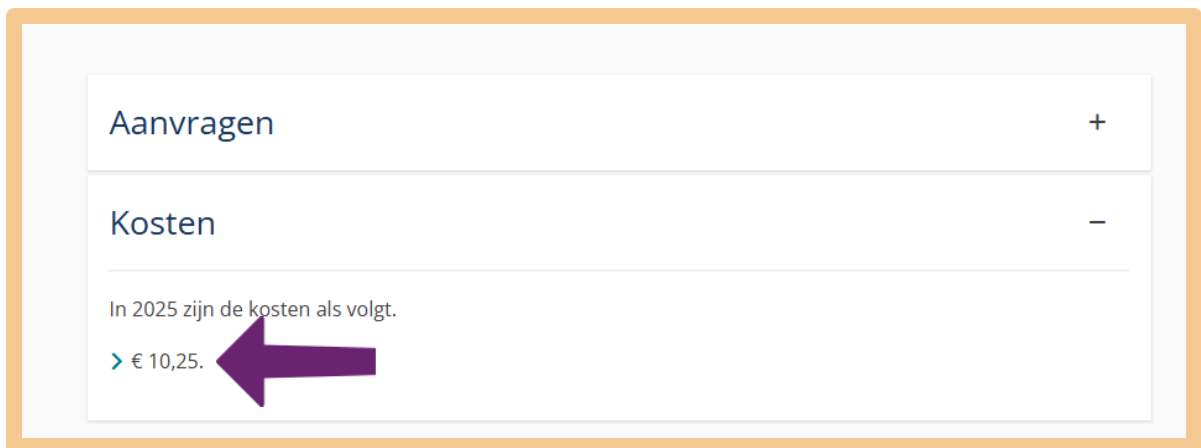 Aanvragen +
Kosten −
In 2025 zijn de kosten als volgt.
> € 10,25.